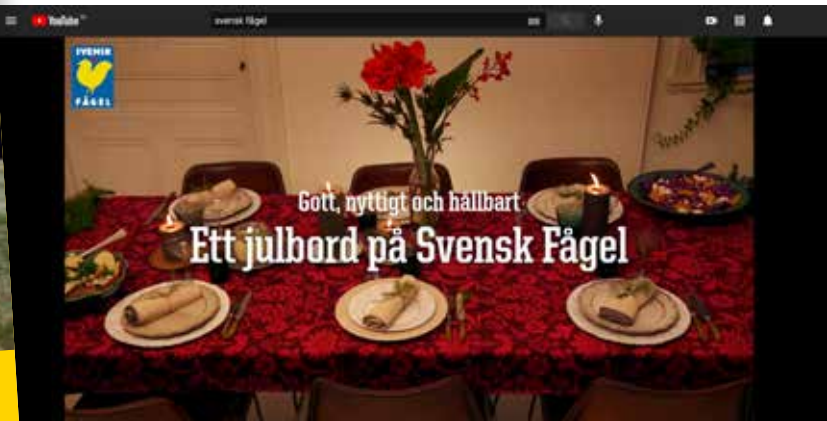 YouTube
svensk fågel
SVENSK
FÅGEL
Gott, nyttigt och hållbart
Ett julbord på Svensk Fågel